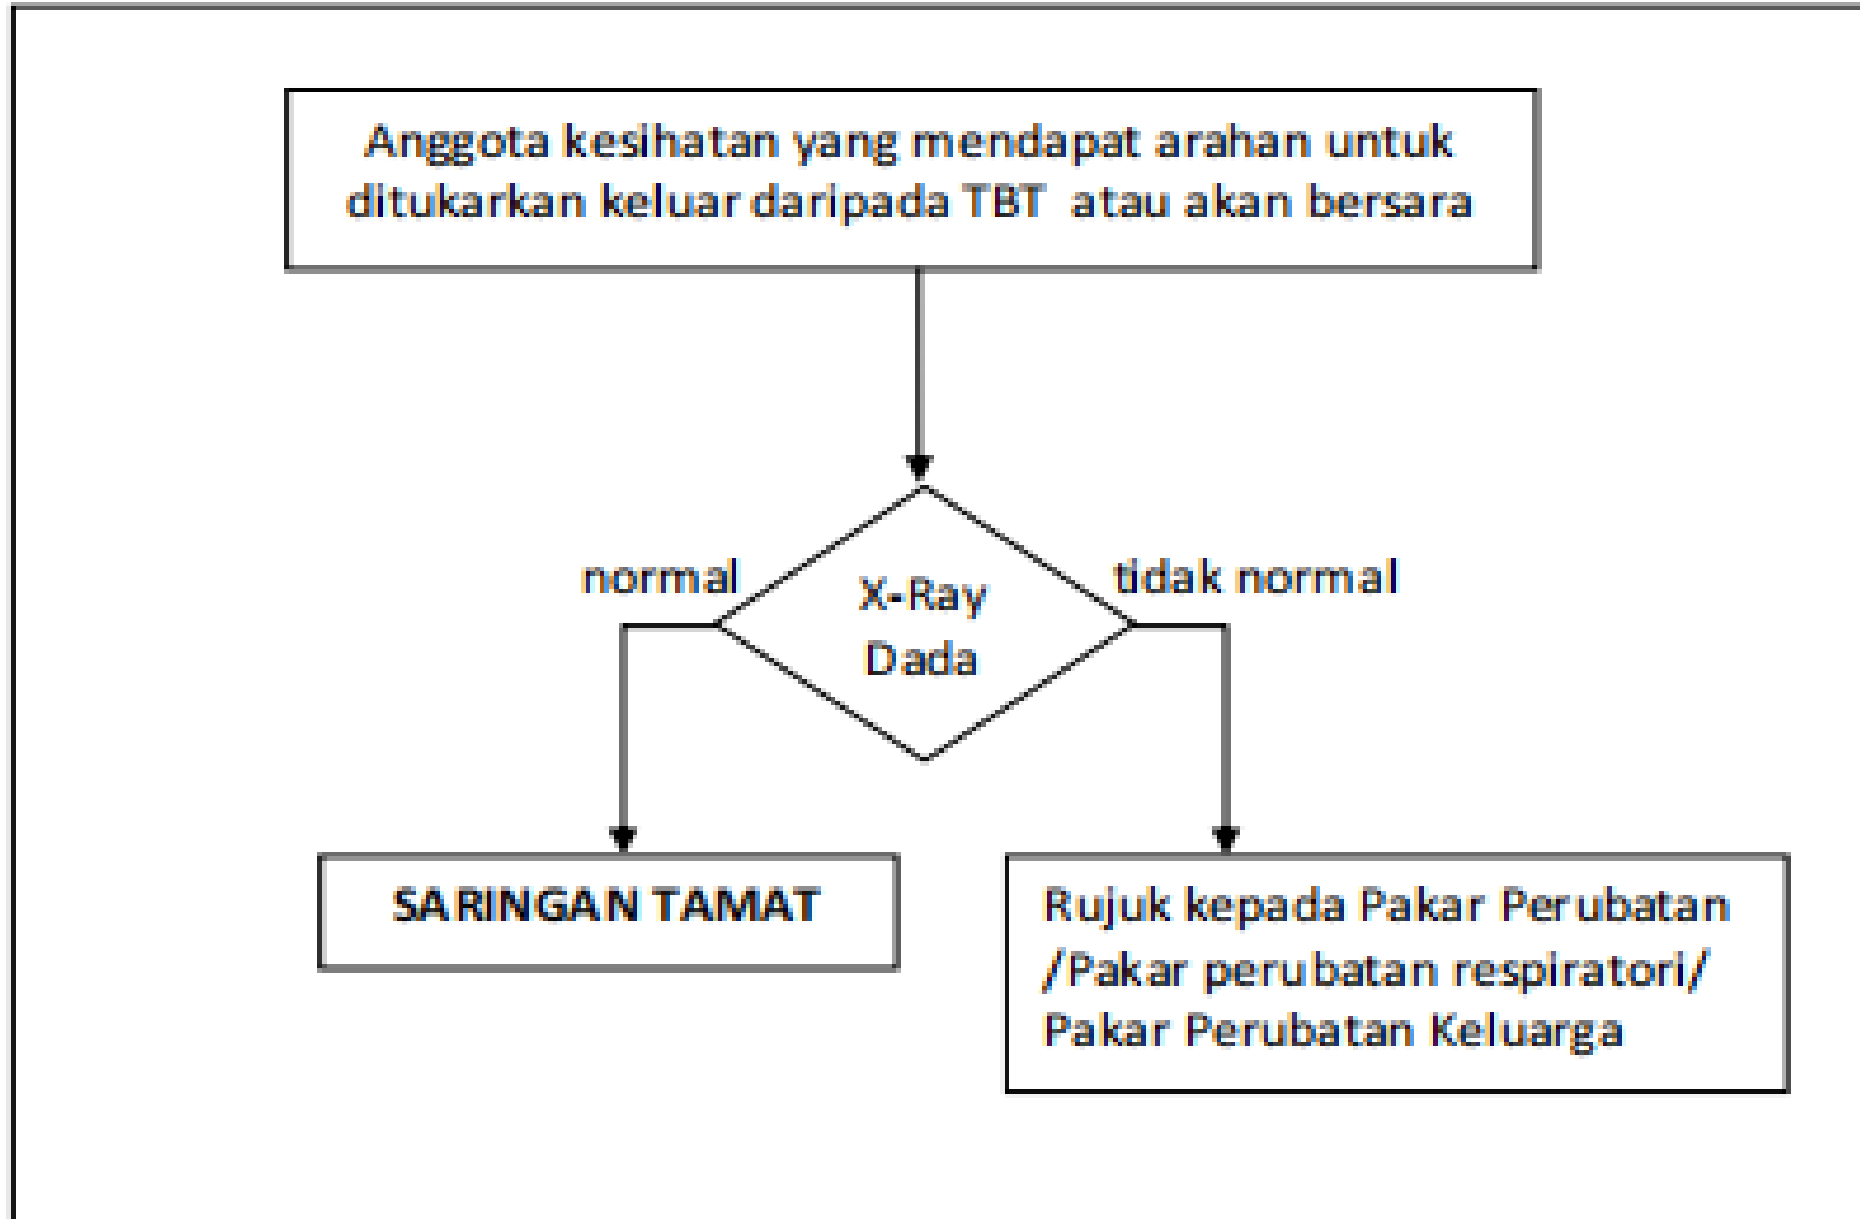 Anggota kesihatan yang mendapat arahan untuk
ditukarkan keluar daripada TBT atau akan bersara
normal
X-Ray
Dada
tidak normal
SARINGAN TAMAT
Rujuk kepada Pakar Perubatan
/Pakar perubatan respiratori/
Pakar Perubatan Keluarga